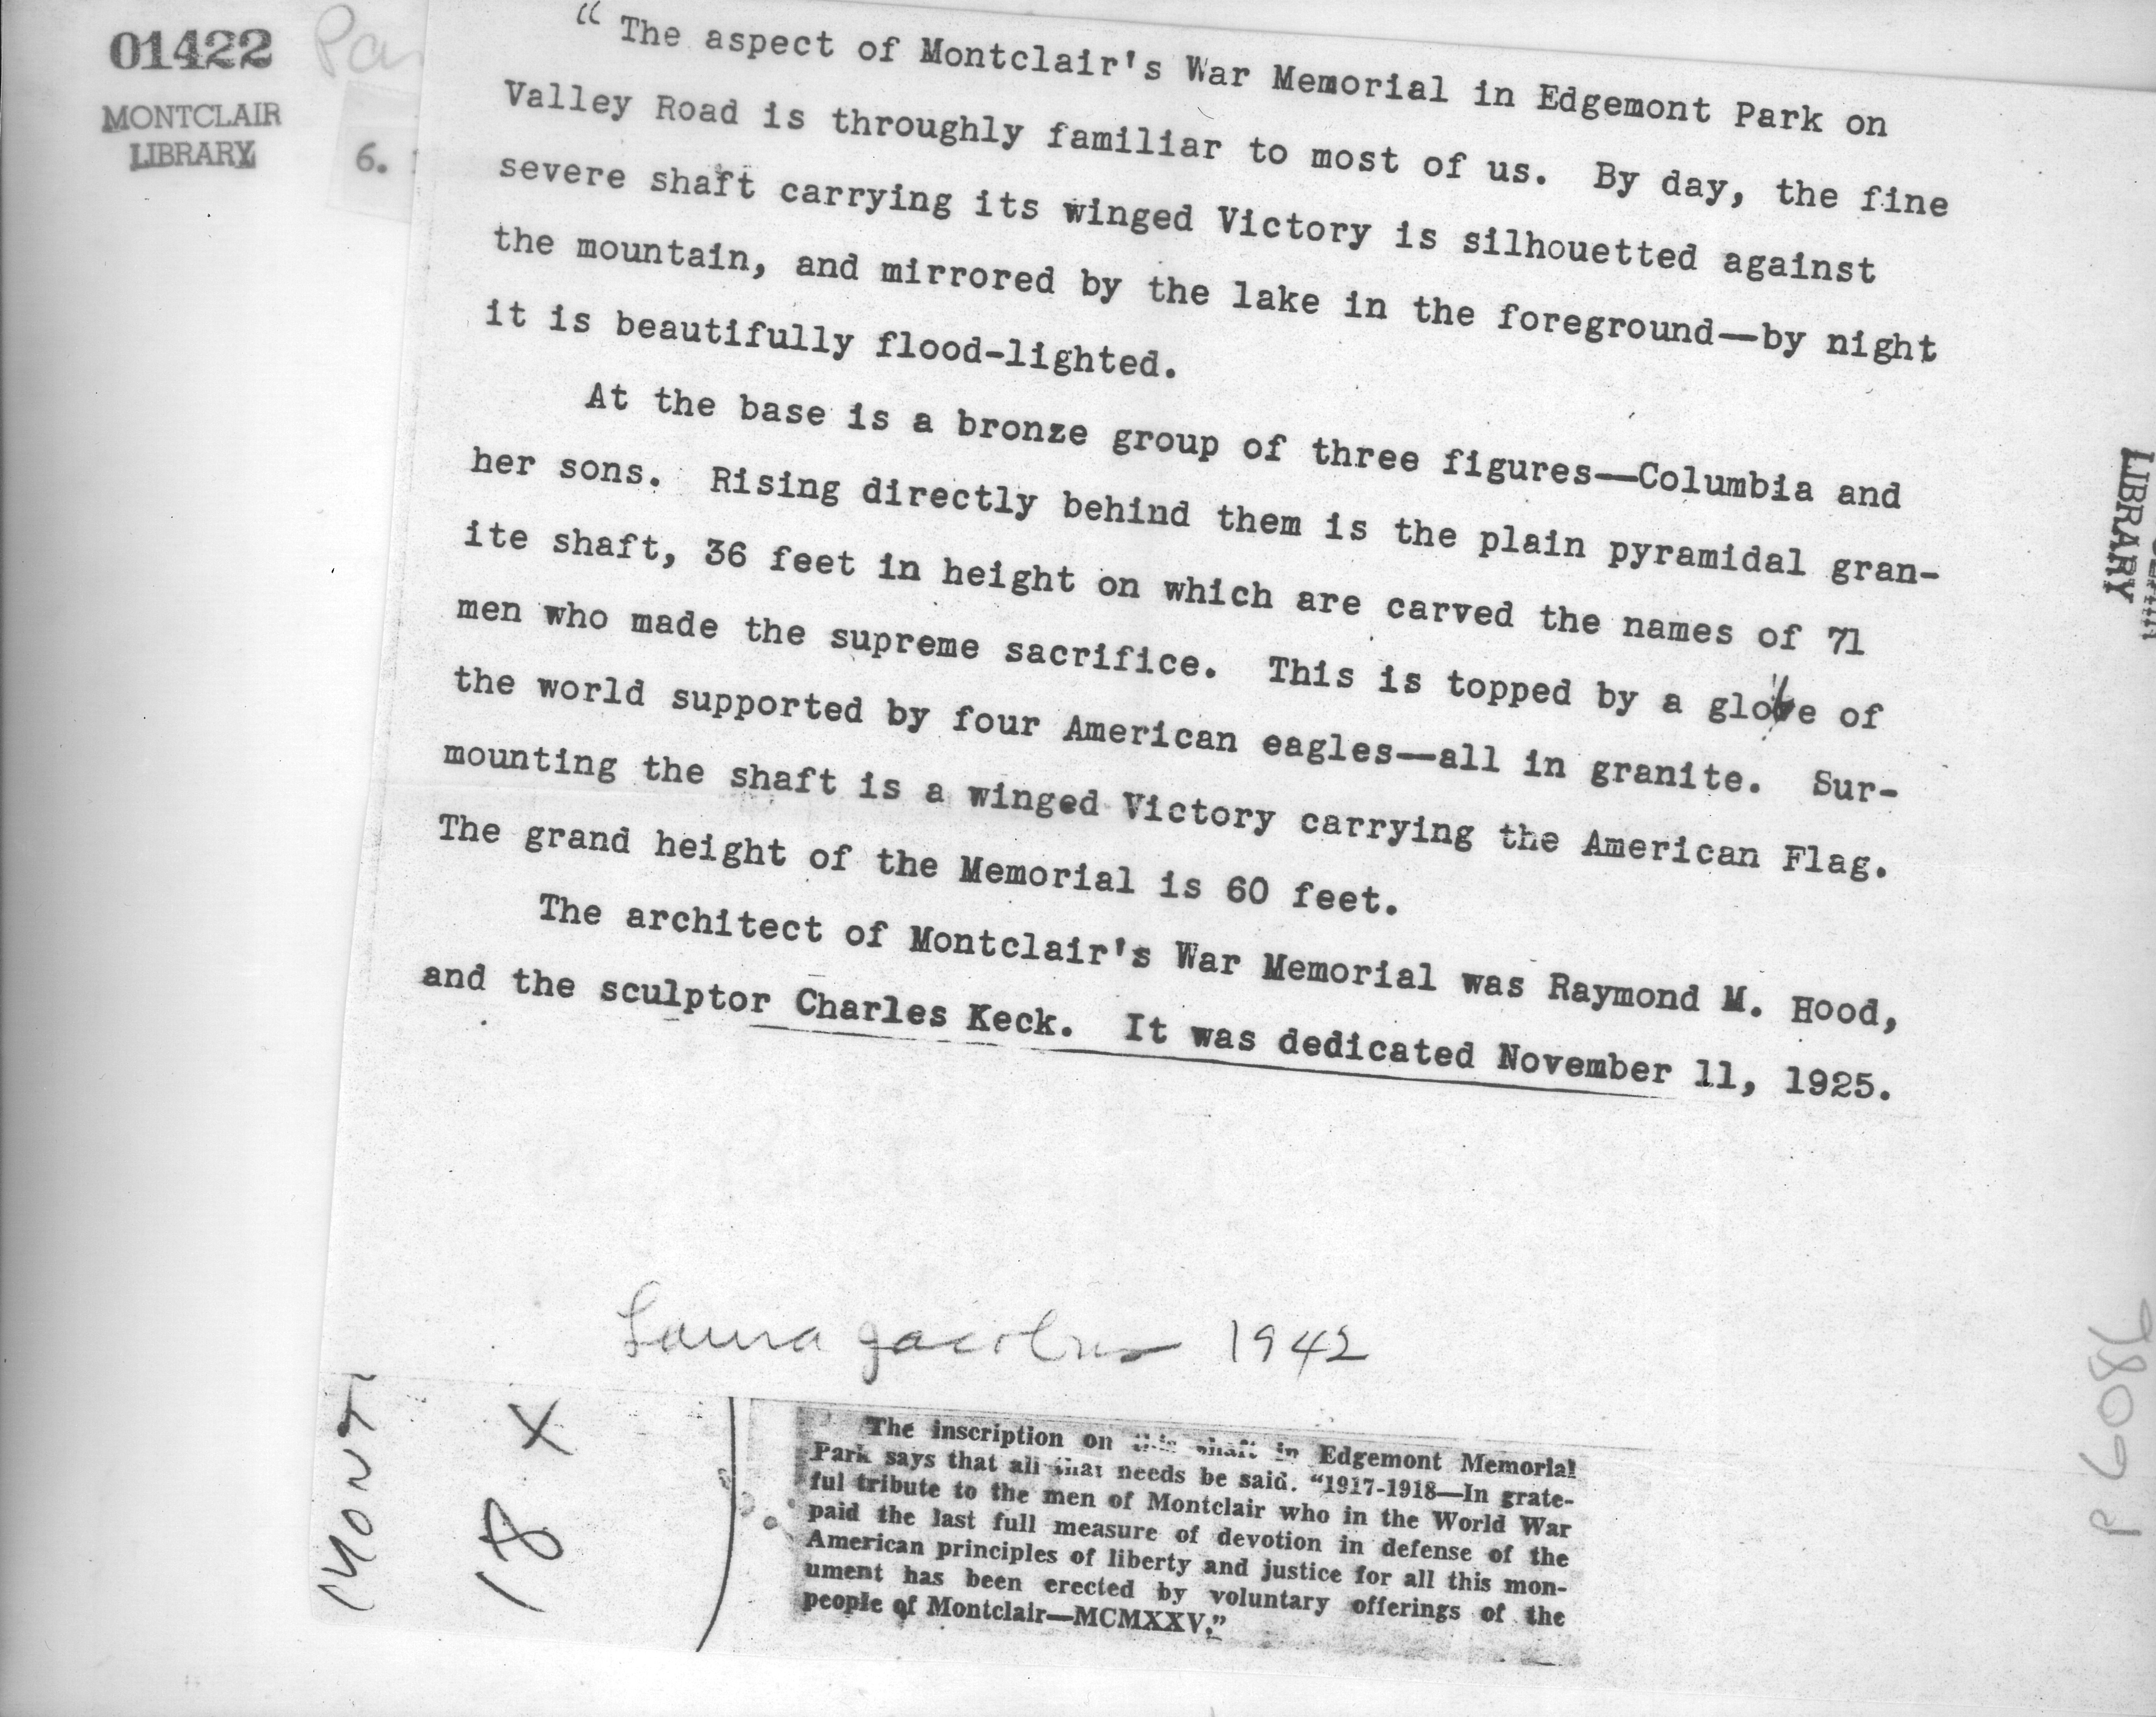 01422
MONTCLAIR
LIBRARY
6.
“ The aspect of Montclair's War Memorial in Edgemont Park on
Valley Road is throughly familiar to most of us. By day, the fine
severe shaft carrying its winged Victory is silhouetted against
the mountain, and mirrored by the lake in the foreground—by night
it is beautifully flood-lighted.
At the base is a bronze group of three figures—Columbia and
her sons. Rising directly behind them is the plain pyramidal gran-
ite shaft, 36 feet in height on which are carved the names of 71
men who made the supreme sacrifice. This is topped by a globe of
the world supported by four American eagles—all in granite. Sur-
mounting the shaft is a winged Victory carrying the American Flag.
The grand height of the Memorial is 60 feet.
The architect of Montclair's War Memorial was Raymond M. Hood,
and the sculptor Charles Keck. It was dedicated November 11, 1925.
Laura Jacobus 1942
MONT
18 X
The inscription on this shaft in Edgemont Memorial
Park says that all that needs be said. “1917-1918—In grate-
ful tribute to the men of Montclair who in the World War
paid the last full measure of devotion in defense of the
American principles of liberty and justice for all this mon-
ument has been erected by voluntary offerings of the
people of Montclair—MCMXXV.”
LIBRARY
P 6086